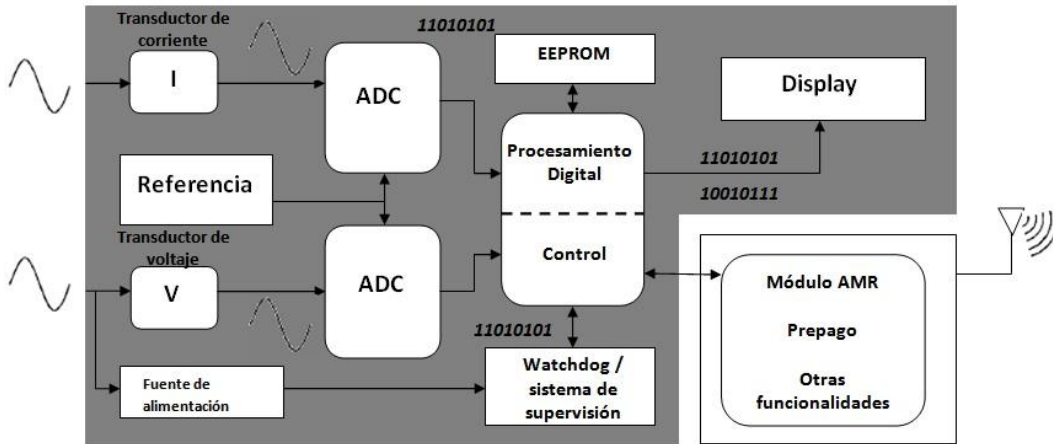 Transductor de
corriente
I
ADC
11010101
EEPROM
Display
Procesamiento
Digital
11010101
10010111
Referencia
Transductor de
voltaje
V
ADC
Control
11010101
Fuente de
alimentación
Watchdog /
sistema de
supervisión
Módulo AMR
Prepago
Otras
funcionalidades